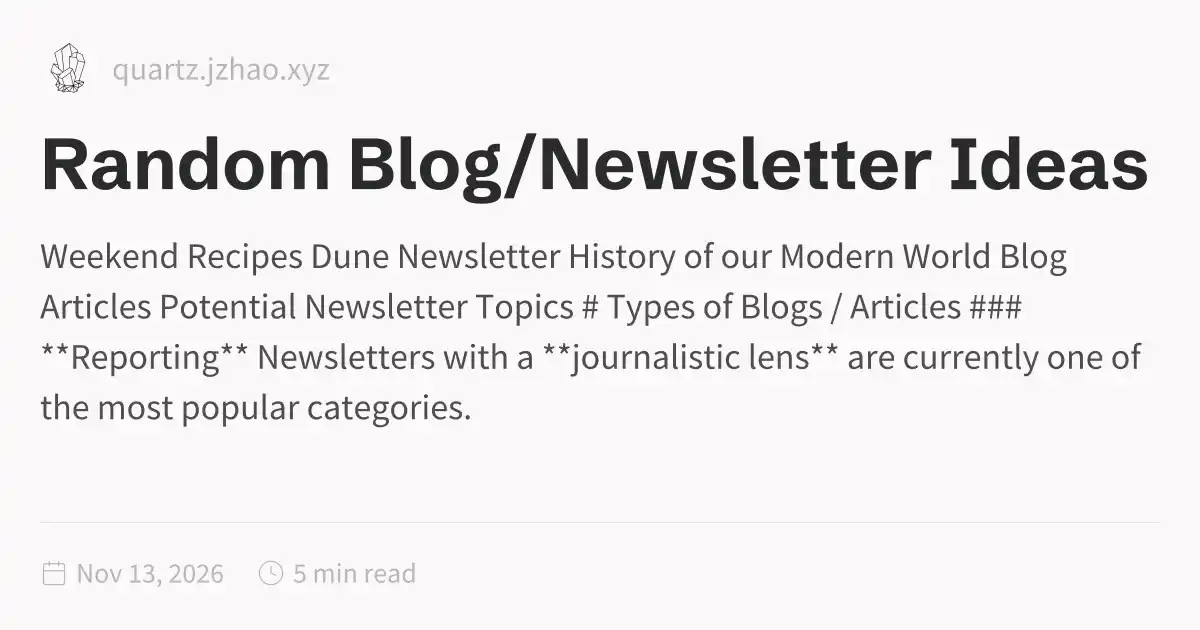 quartz.jzhao.xyz
Random Blog/Newsletter Ideas
Weekend Recipes Dune Newsletter History of our Modern World Blog
Articles Potential Newsletter Topics # Types of Blogs / Articles ###
**Reporting** Newsletters with a **journalistic lens** are currently one of
the most popular categories.
Nov 13, 2026 5 min read